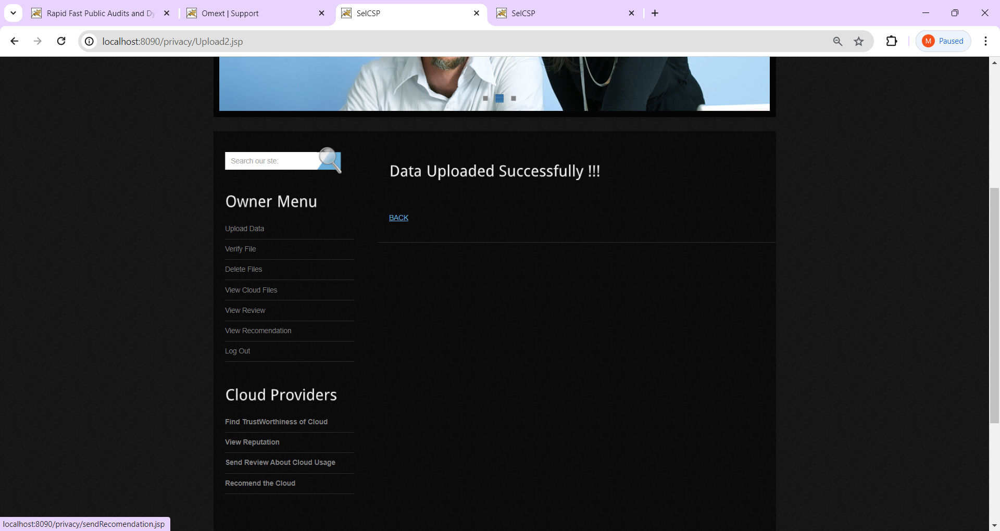 Rapid Fast Public Audits and Dy
Omext | Support
SelCSP
SelCSP
localhost:8090/privacy/Upload2.jsp
M Paused
Search our ste:
Data Uploaded Successfully !!!
BACK
Owner Menu
Upload Data
Verify File
Delete Files
View Cloud Files
View Review
View Recomendation
Log Out
Cloud Providers
Find TrustWorthiness of Cloud
View Reputation
Send Review About Cloud Usage
Recomend the Cloud
localhost:8090/privacy/sendRecomendation.jsp